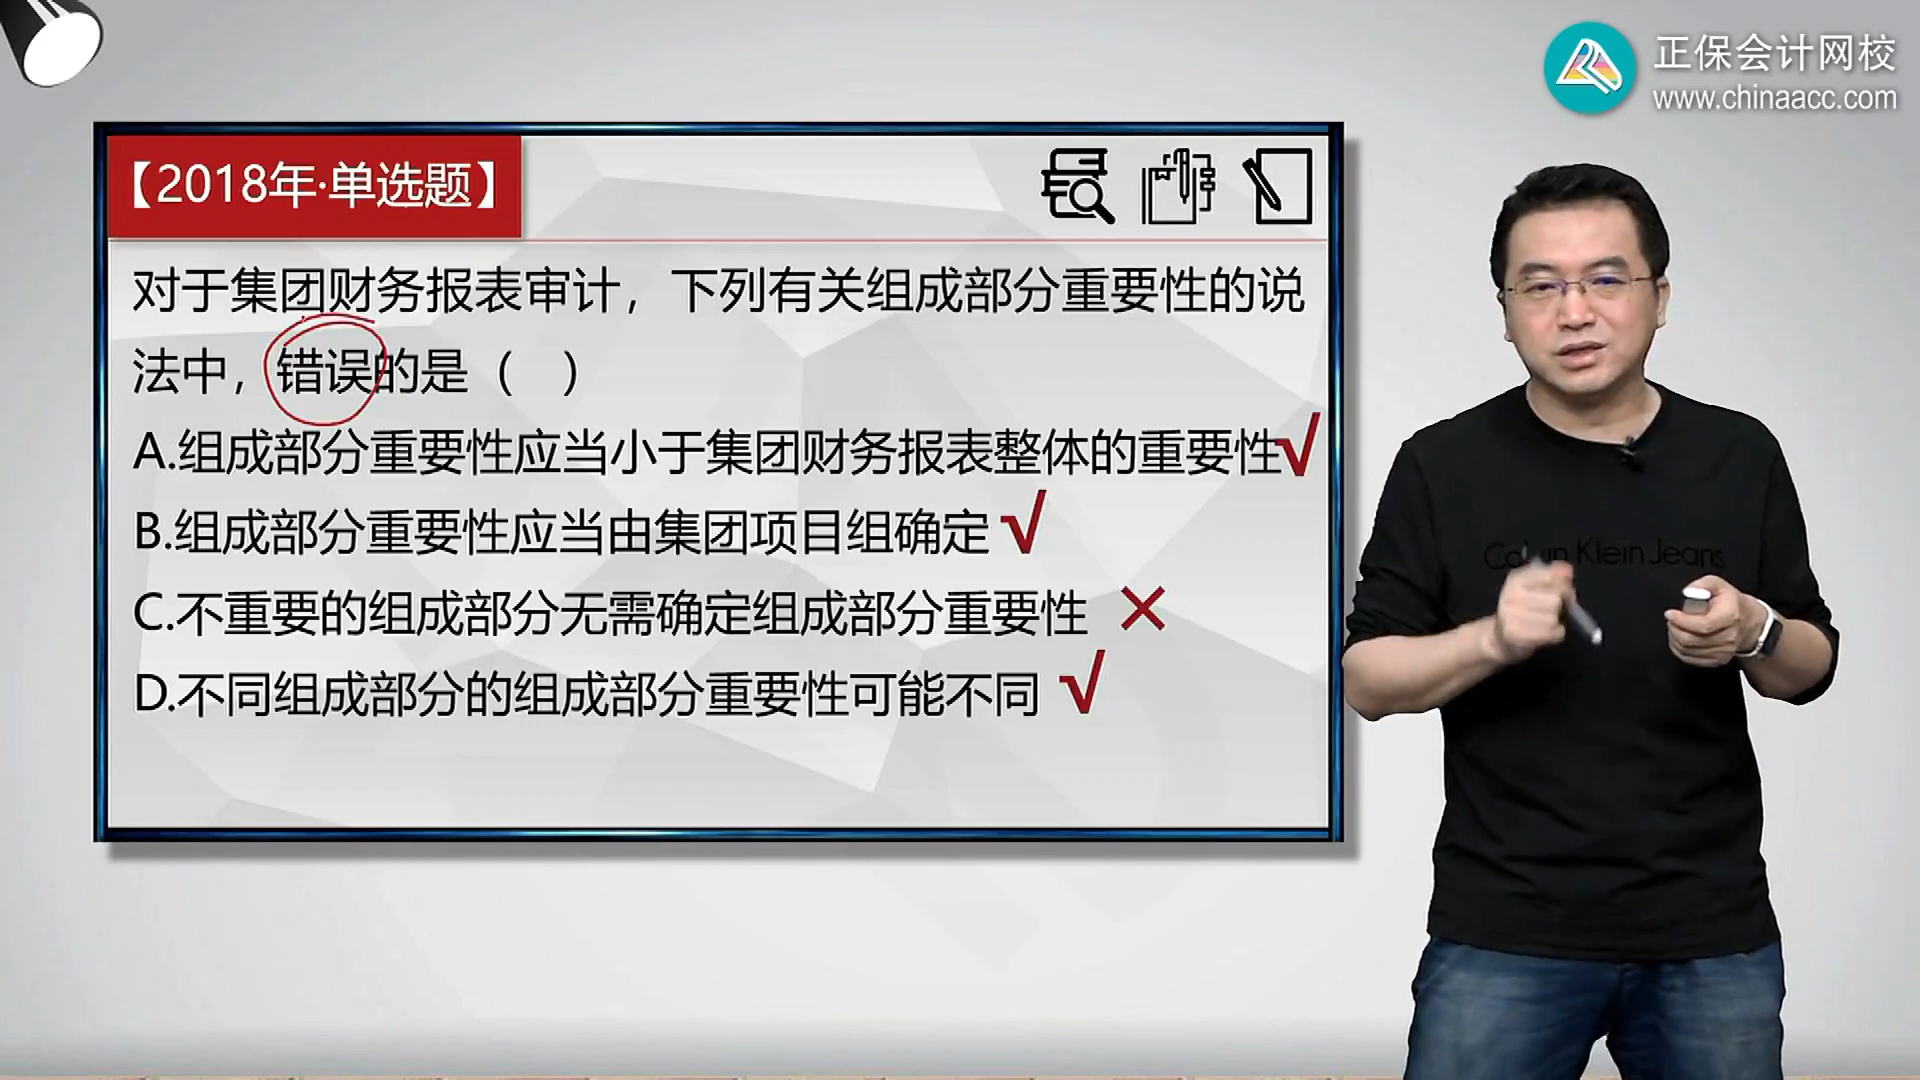 正保会计网校
www.chinaacc.com
【2018年·单选题】
对于集团财务报表审计，下列有关组成部分重要性的说
法中，错误的是（ ）
A.组成部分重要性应当小于集团财务报表整体的重要性√
B.组成部分重要性应当由集团项目组确定 √
C.不重要的组成部分无需确定组成部分重要性 ×
D.不同组成部分的组成部分重要性可能不同 √
Calvin Klein Jeans